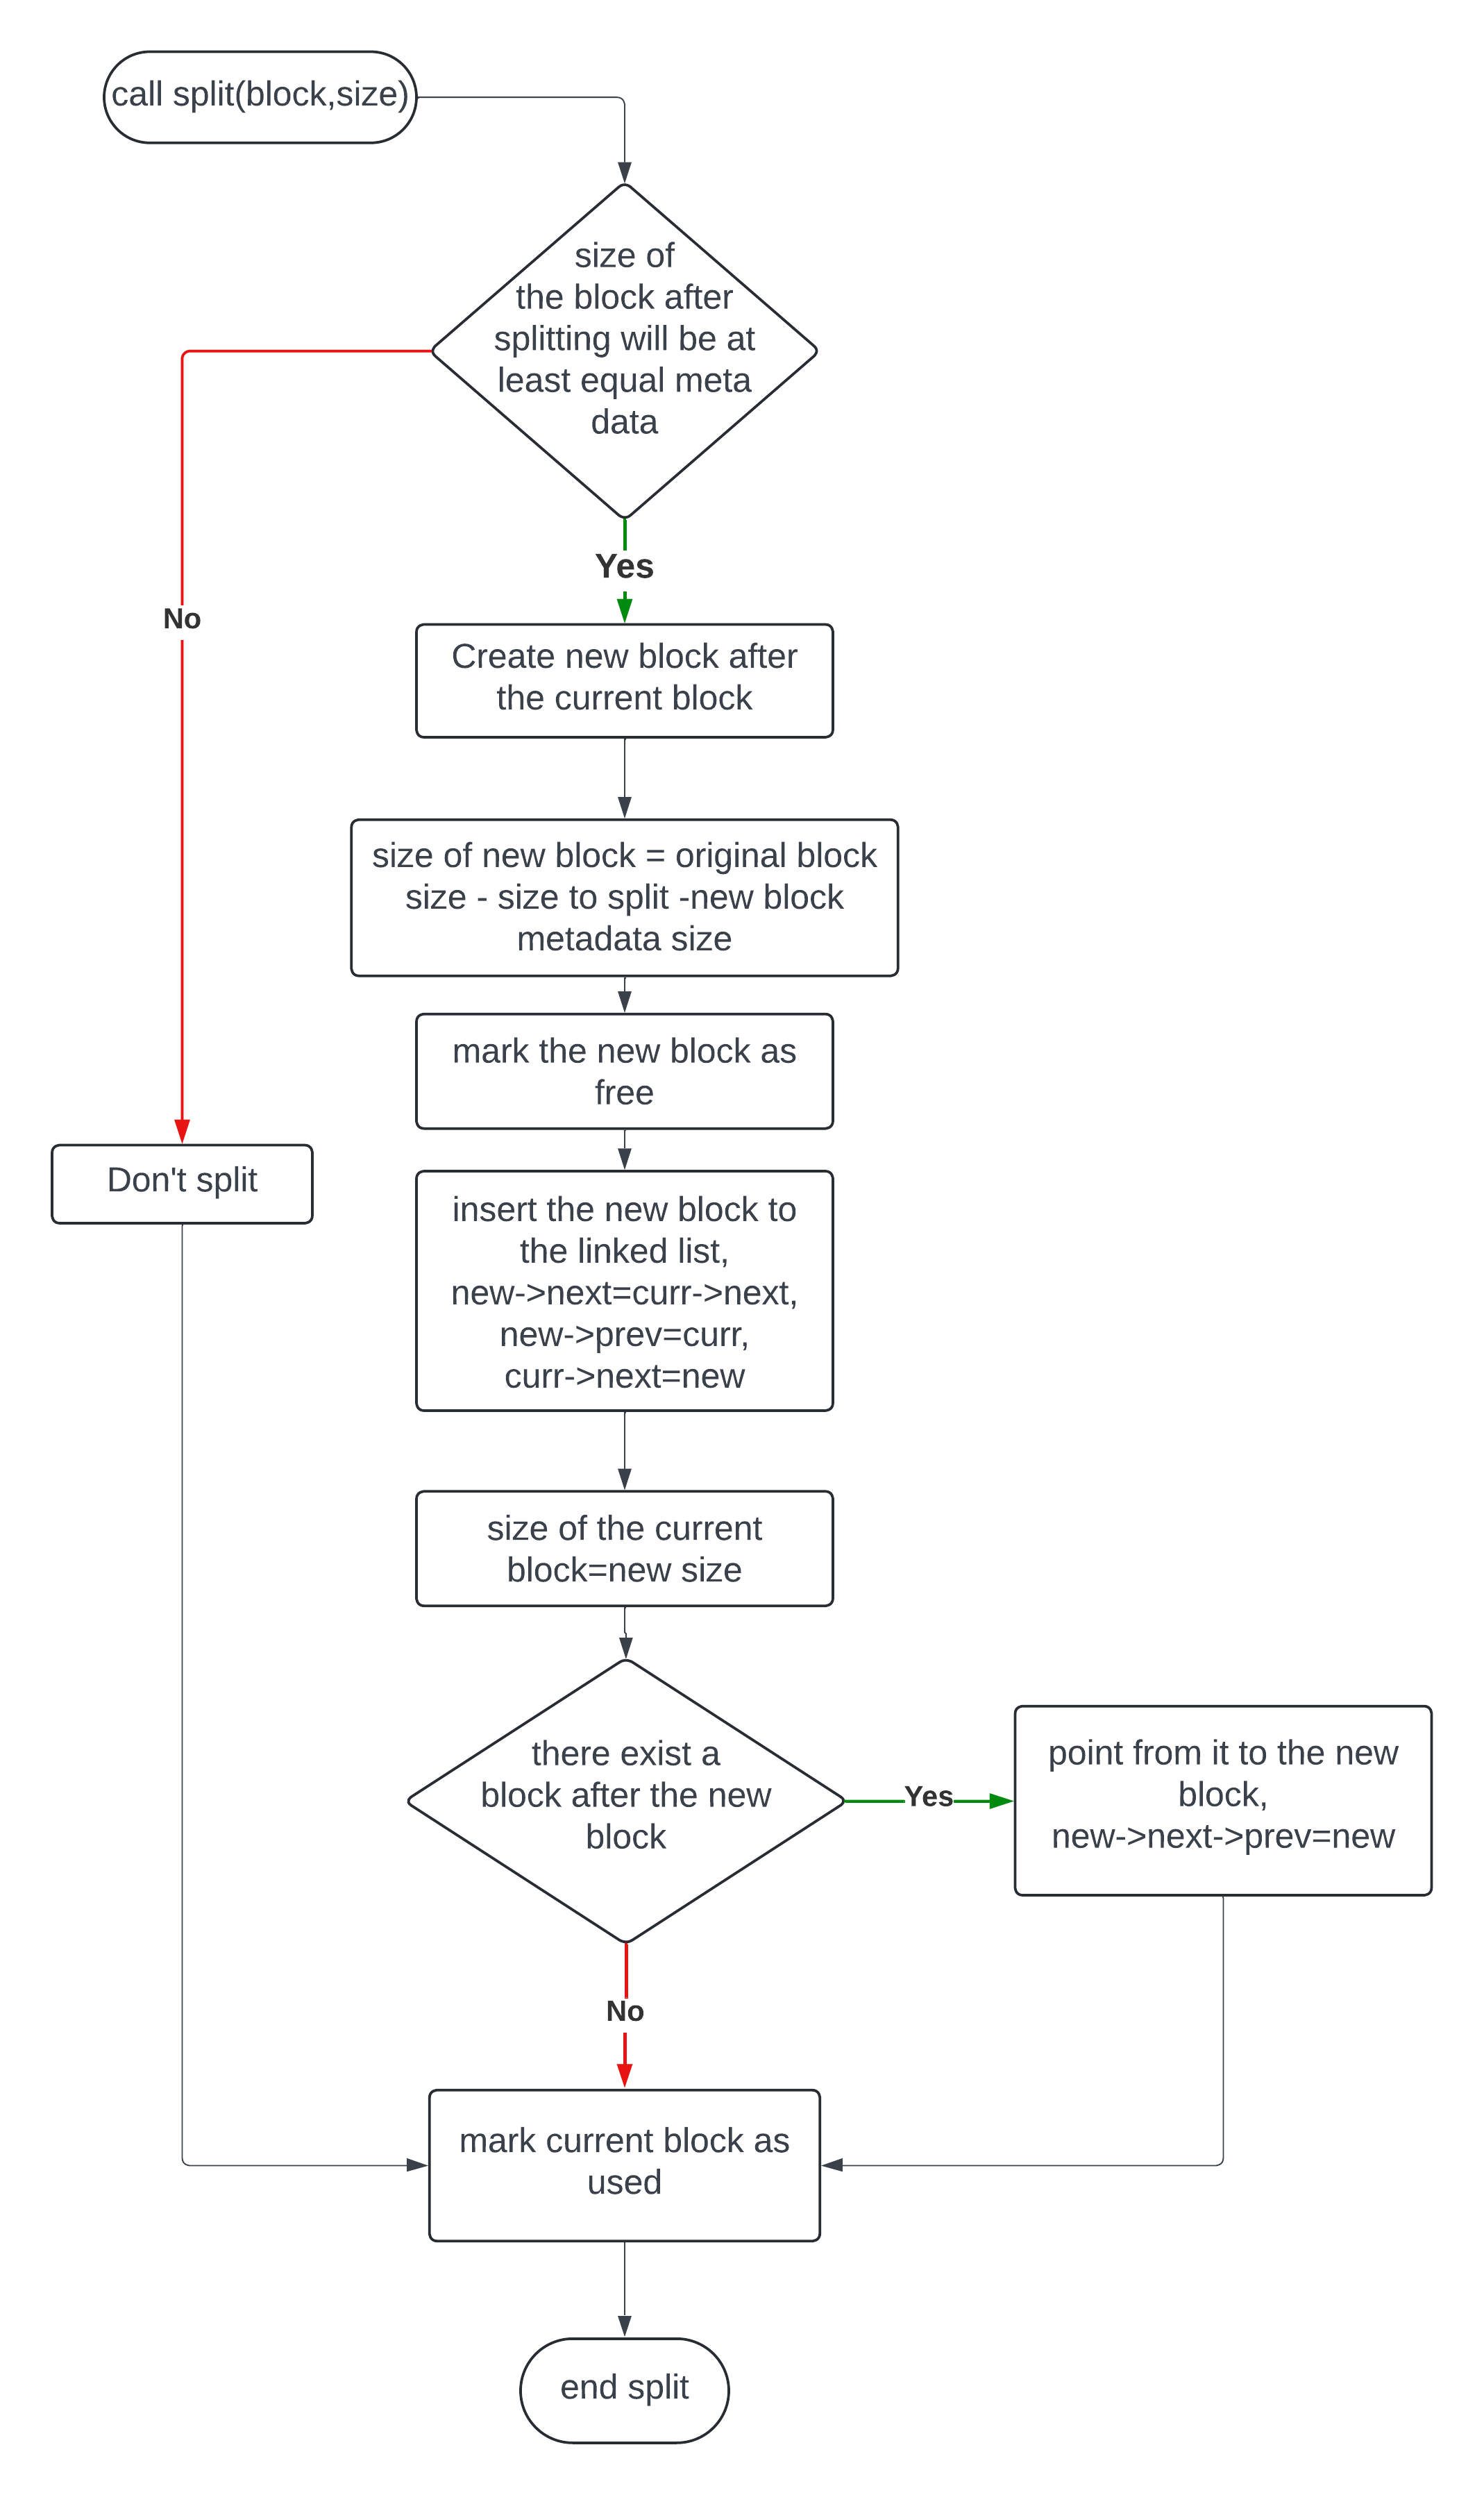 call split(block,size)
size of
the block after
splitting will be at
least equal meta
data
Yes
No
Create new block after
the current block
size of new block = original block
size - size to split -new block
metadata size
mark the new block as
free
Don't split
insert the new block to
the linked list,
new->next=curr->next,
new->prev=curr,
curr->next=new
size of the current
block=new size
there exist a
block after the new
block
Yes
point from it to the new
block,
new->next->prev=new
No
mark current block as
used
end split